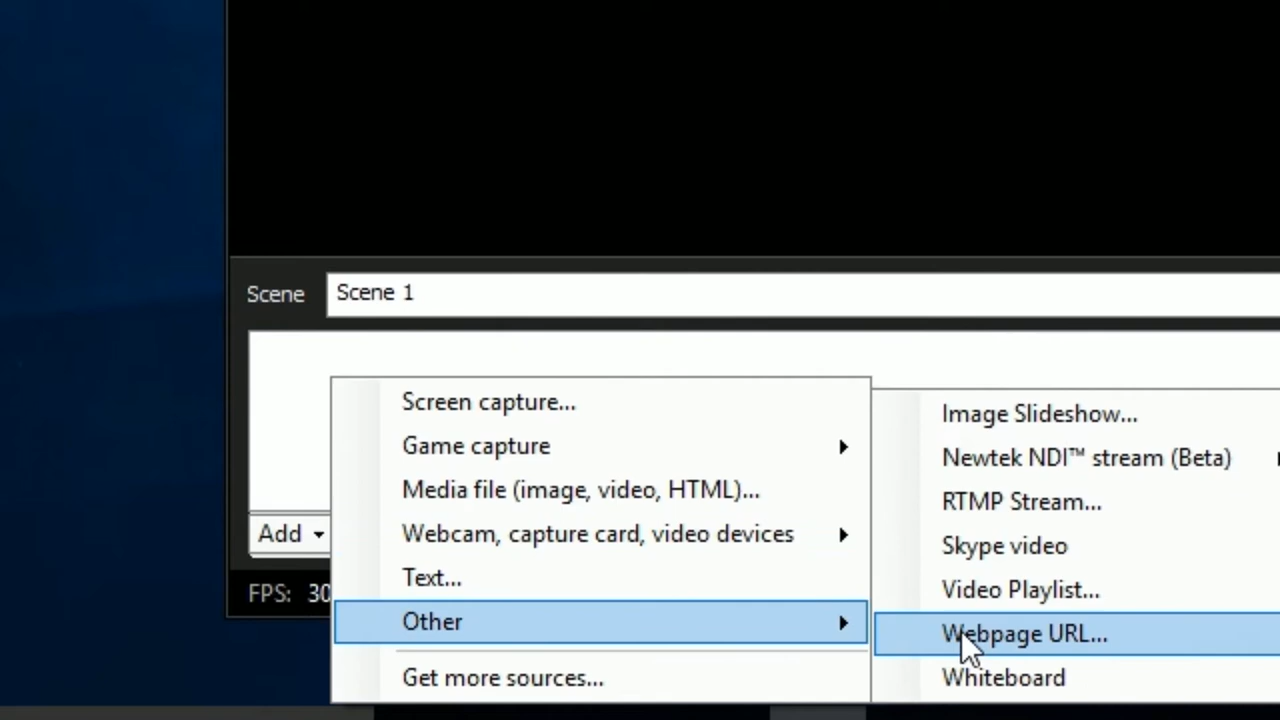 Scene
Scene 1
Screen capture...
Game capture
Media file (image, video, HTML)...
Webcam, capture card, video devices
Text...
Other
Get more sources...
Image Slideshow...
Newtek NDI™ stream (Beta)
RTMP Stream...
Skype video
Video Playlist...
Webpage URL...
Whiteboard
Add
FPS: 30